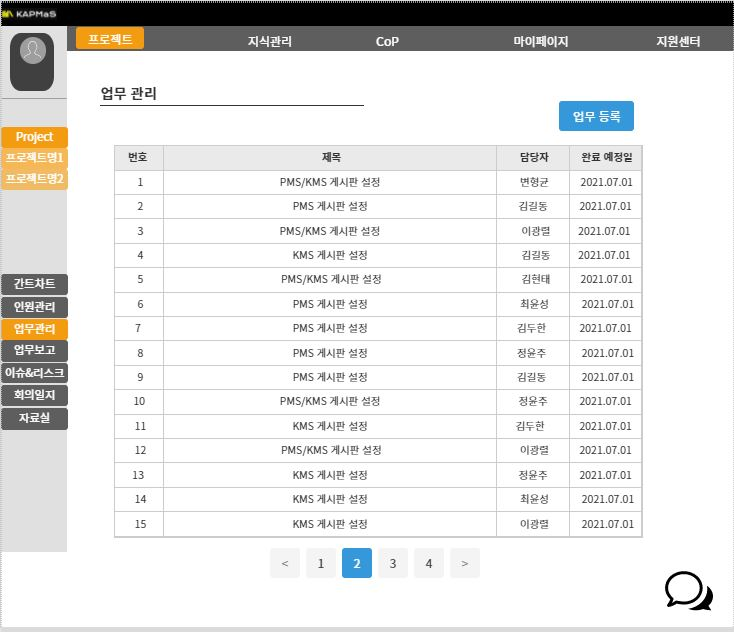 KAPMaS
프로젝트 지식관리 CoP 마이페이지 지원센터
업무 관리
업무 등록
Project
프로젝트명1
프로젝트명2
간트차트
인원관리
업무관리
업무보고
이슈&리스크
회의일지
자료실
번호 제목 담당자 완료 예정일
1 PMS/KMS 게시판 설정 변형균 2021.07.01
2 PMS 게시판 설정 김길동 2021.07.01
3 PMS/KMS 게시판 설정 이광렬 2021.07.01
4 KMS 게시판 설정 김길동 2021.07.01
5 PMS/KMS 게시판 설정 김현태 2021.07.01
6 PMS 게시판 설정 최윤성 2021.07.01
7 PMS 게시판 설정 김두한 2021.07.01
8 PMS 게시판 설정 정윤주 2021.07.01
9 PMS 게시판 설정 김길동 2021.07.01
10 PMS/KMS 게시판 설정 정윤주 2021.07.01
11 KMS 게시판 설정 김두한 2021.07.01
12 PMS/KMS 게시판 설정 이광렬 2021.07.01
13 KMS 게시판 설정 정윤주 2021.07.01
14 KMS 게시판 설정 최윤성 2021.07.01
15 KMS 게시판 설정 이광렬 2021.07.01
< 1 2 3 4 >